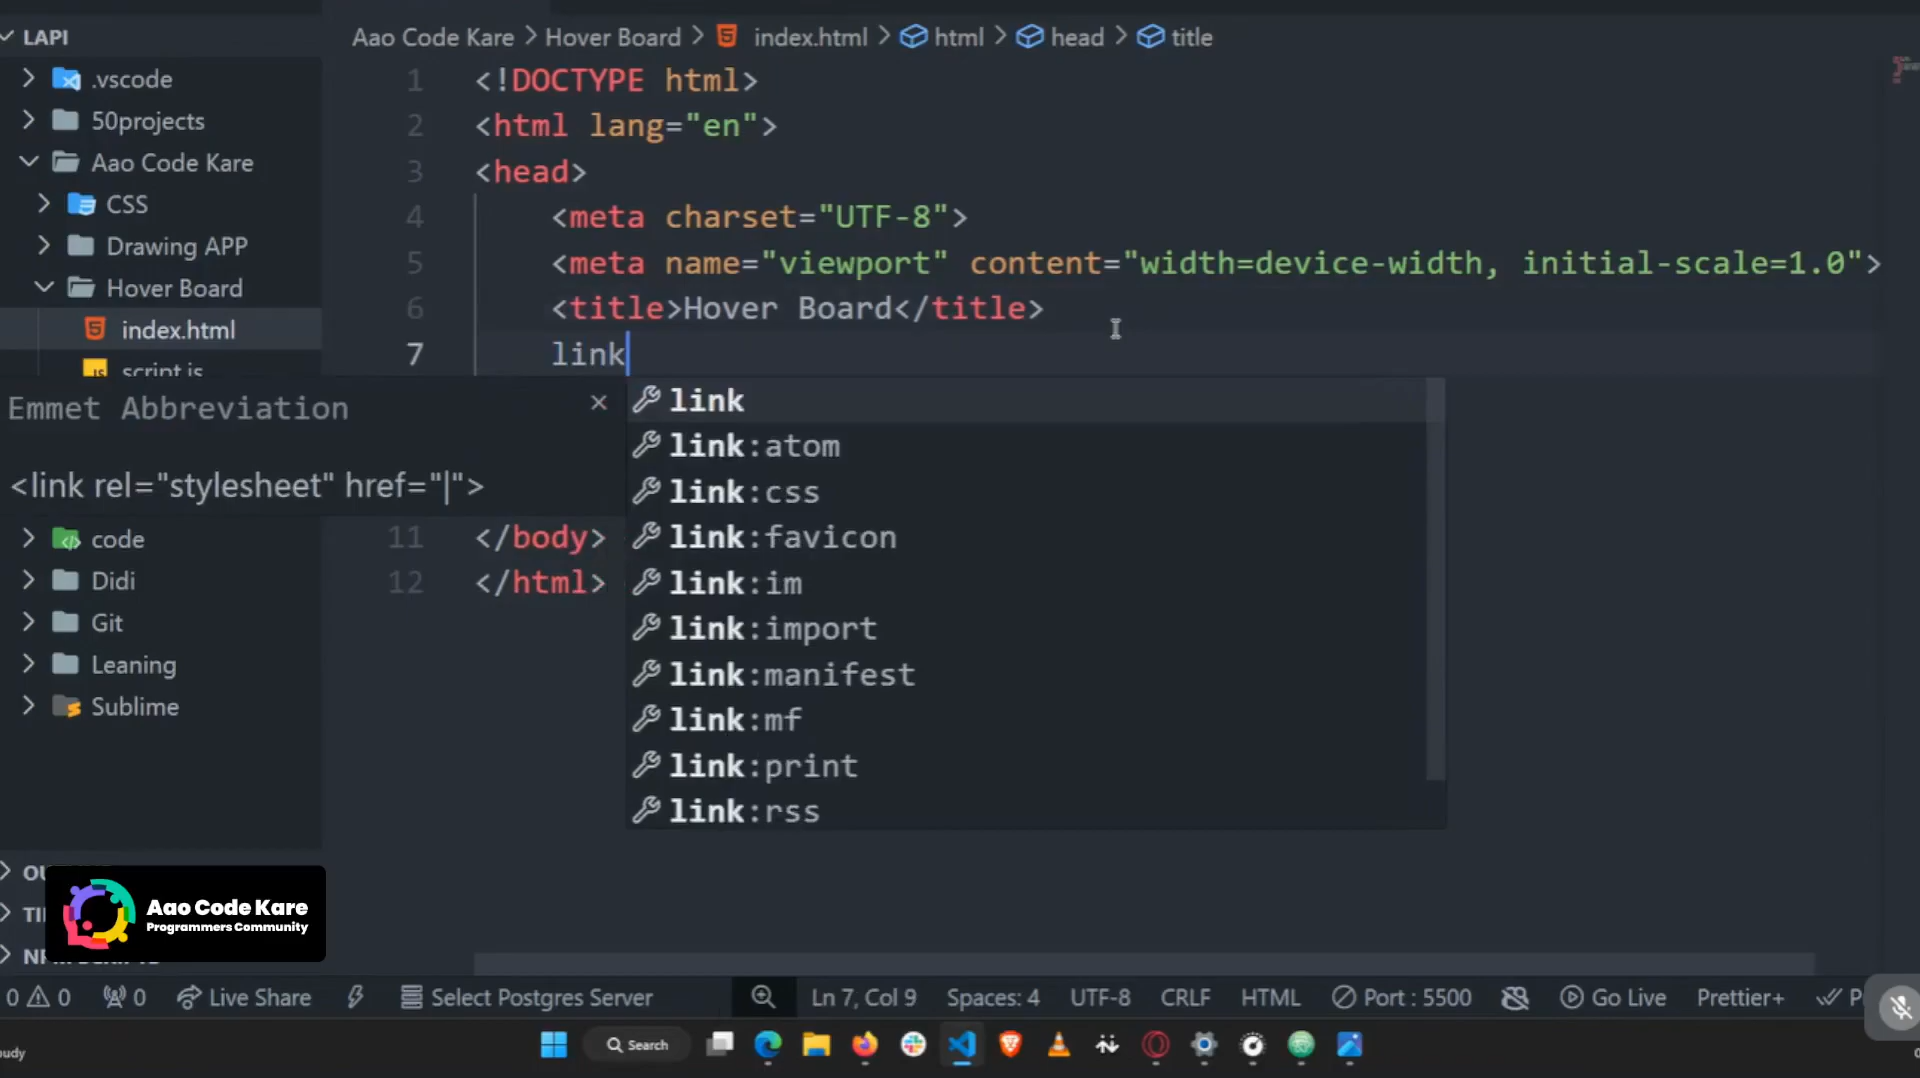 LAPI
.vscode
50projects
Aao Code Kare
CSS
Drawing APP
Hover Board
index.html
script.js
Aao Code Kare > Hover Board > index.html > html > head > title
1 <!DOCTYPE html>
2 <html lang="en">
3 <head>
4 <meta charset="UTF-8">
5 <meta name="viewport" content="width=device-width, initial-scale=1.0">
6 <title>Hover Board</title>
7 link
Emmet Abbreviation ×
<link rel="stylesheet" href="|">
link
link:atom
link:css
link:favicon
link:im
link:import
link:manifest
link:mf
link:print
link:rss
11 </body>
12 </html>
code
Didi
Git
Leaning
Sublime
Aao Code Kare
Programmers Community
0 0 0 Live Share Select Postgres Server Ln 7, Col 9 Spaces: 4 UTF-8 CRLF HTML Port : 5500 Go Live Prettier+
Search